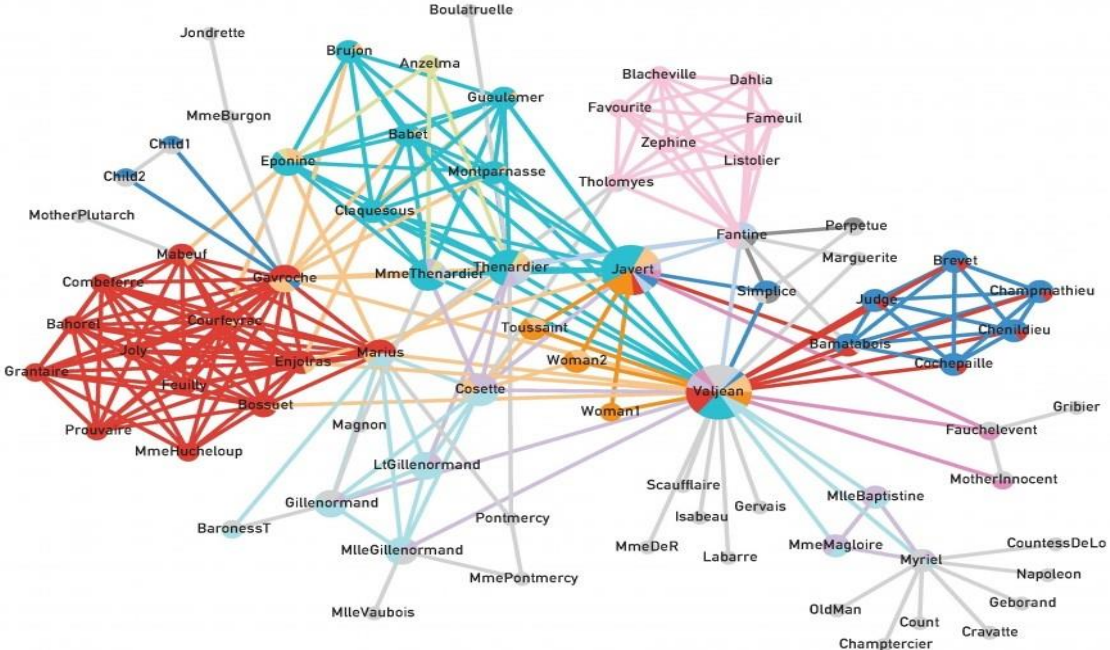 Boulatruelle
Jondrette
Brujon
Anzelma
Blacheville
Dahlia
Gueulemer
Favourite
MmeBurgon
Fameuil
Babet
Child1
Zephine
Eponine
Listolier
Montparnasse
Child2
Tholomyes
Claquesous
MotherPlutarch
Perpetue
Fantine
Mabeuf
Marguerite
Brevet
Thenardier
Javert
MmeThenardier
Gavroche
Combeferre
Simplice
Champmathieu
Judge
Courfeyrac
Bahorel
Toussaint
Chenildieu
Bamatabois
Joly
Marius
Woman2
Enjolras
Cochepaille
Grantaire
Feuilly
Cosette
Valjean
Bossuet
Gribier
Woman1
Magnon
Prouvaire
Fauchelevent
MmeHucheloup
LtGillenormand
MotherInnocent
Scaufflaire
MlleBaptistine
Gillenormand
Gervais
Isabeau
Pontmercy
BaronessT
CountessDeLo
MmeMagloire
MmeDeR
MlleGillenormand
Labarre
Myriel
Napoleon
MmePontmercy
Geborand
OldMan
MlleVaubois
Count
Cravatte
Champtercier